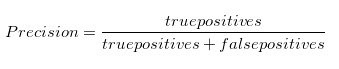 Precision = truepositives / truepositives + falsepositives